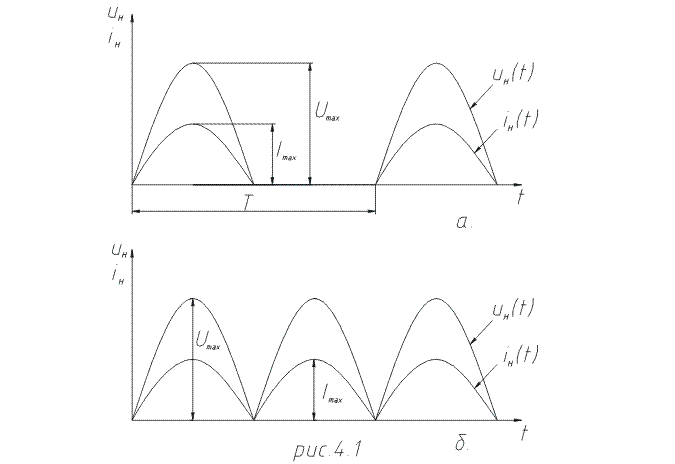 uн
iн
uн(t)
iн(t)
Umax
Imax
T
t
а.
uн
iн
uн(t)
iн(t)
Umax
Imax
t
рис.4.1
б.